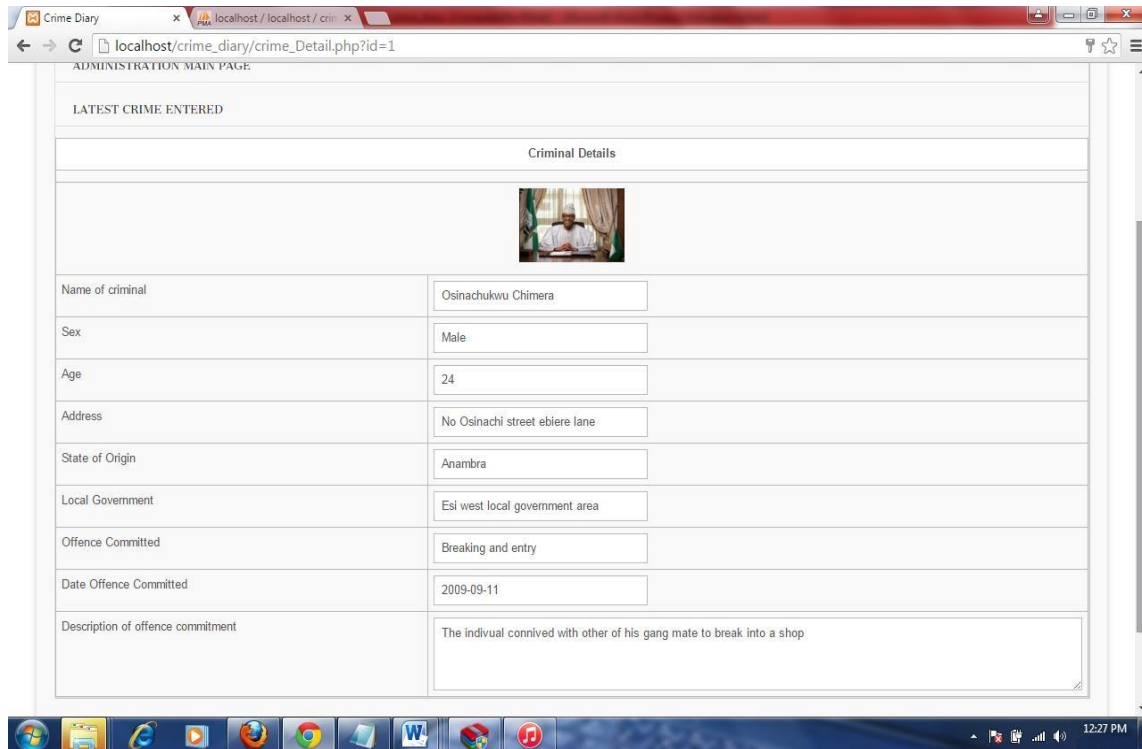 Crime Diary
localhost / localhost / crin
localhost/crime_diary/crime_Detail.php?id=1
ADMINISTRATION MAIN PAGE
LATEST CRIME ENTERED
Criminal Details
Name of criminal
Osinachukwu Chimera
Sex
Male
Age
24
Address
No Osinachi street ebiere lane
State of Origin
Anambra
Local Government
Esi west local government area
Offence Committed
Breaking and entry
Date Offence Committed
2009-09-11
Description of offence commitment
The indivual connived with other of his gang mate to break into a shop
12:27 PM